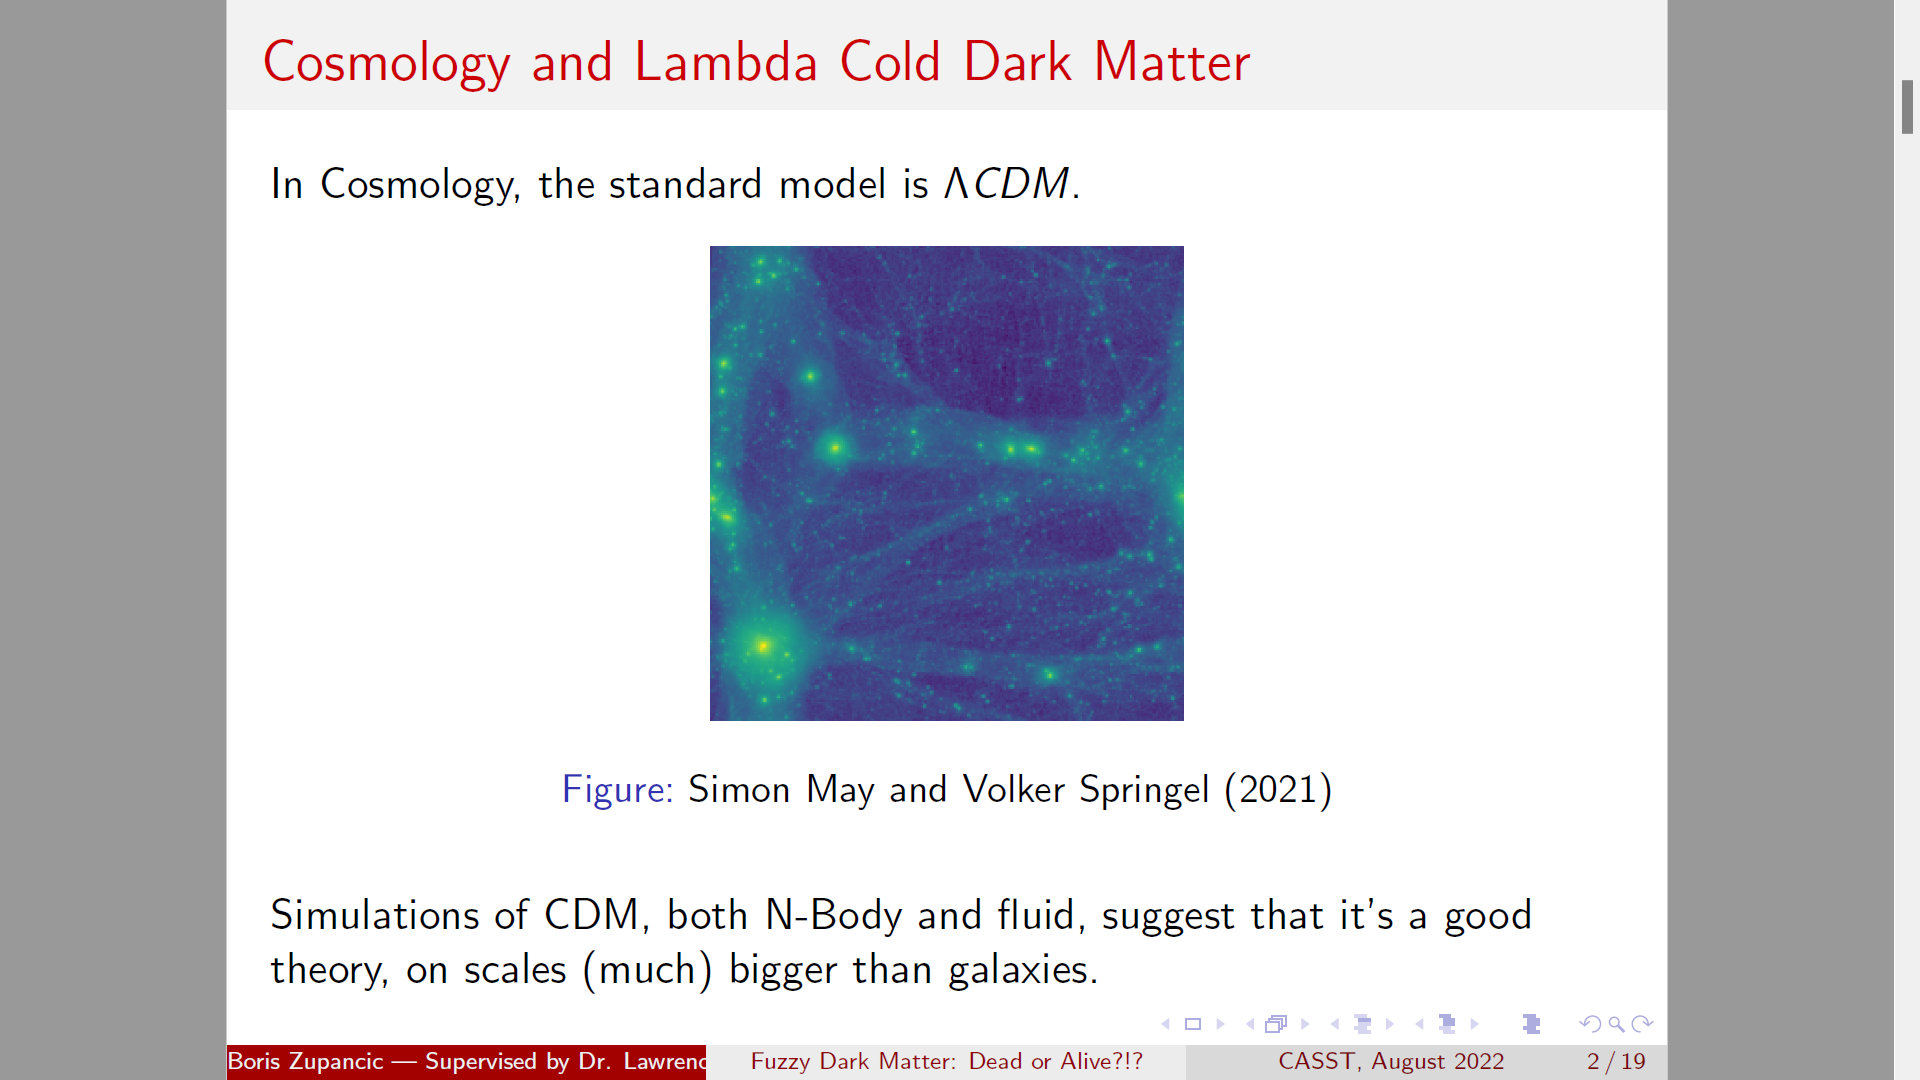 Cosmology and Lambda Cold Dark Matter
In Cosmology, the standard model is ΛCDM.
Figure: Simon May and Volker Springel (2021)
Simulations of CDM, both N-Body and fluid, suggest that it's a good
theory, on scales (much) bigger than galaxies.
Boris Zupancic — Supervised by Dr. Lawrenc
Fuzzy Dark Matter: Dead or Alive?!?
CASST, August 2022
2 / 19